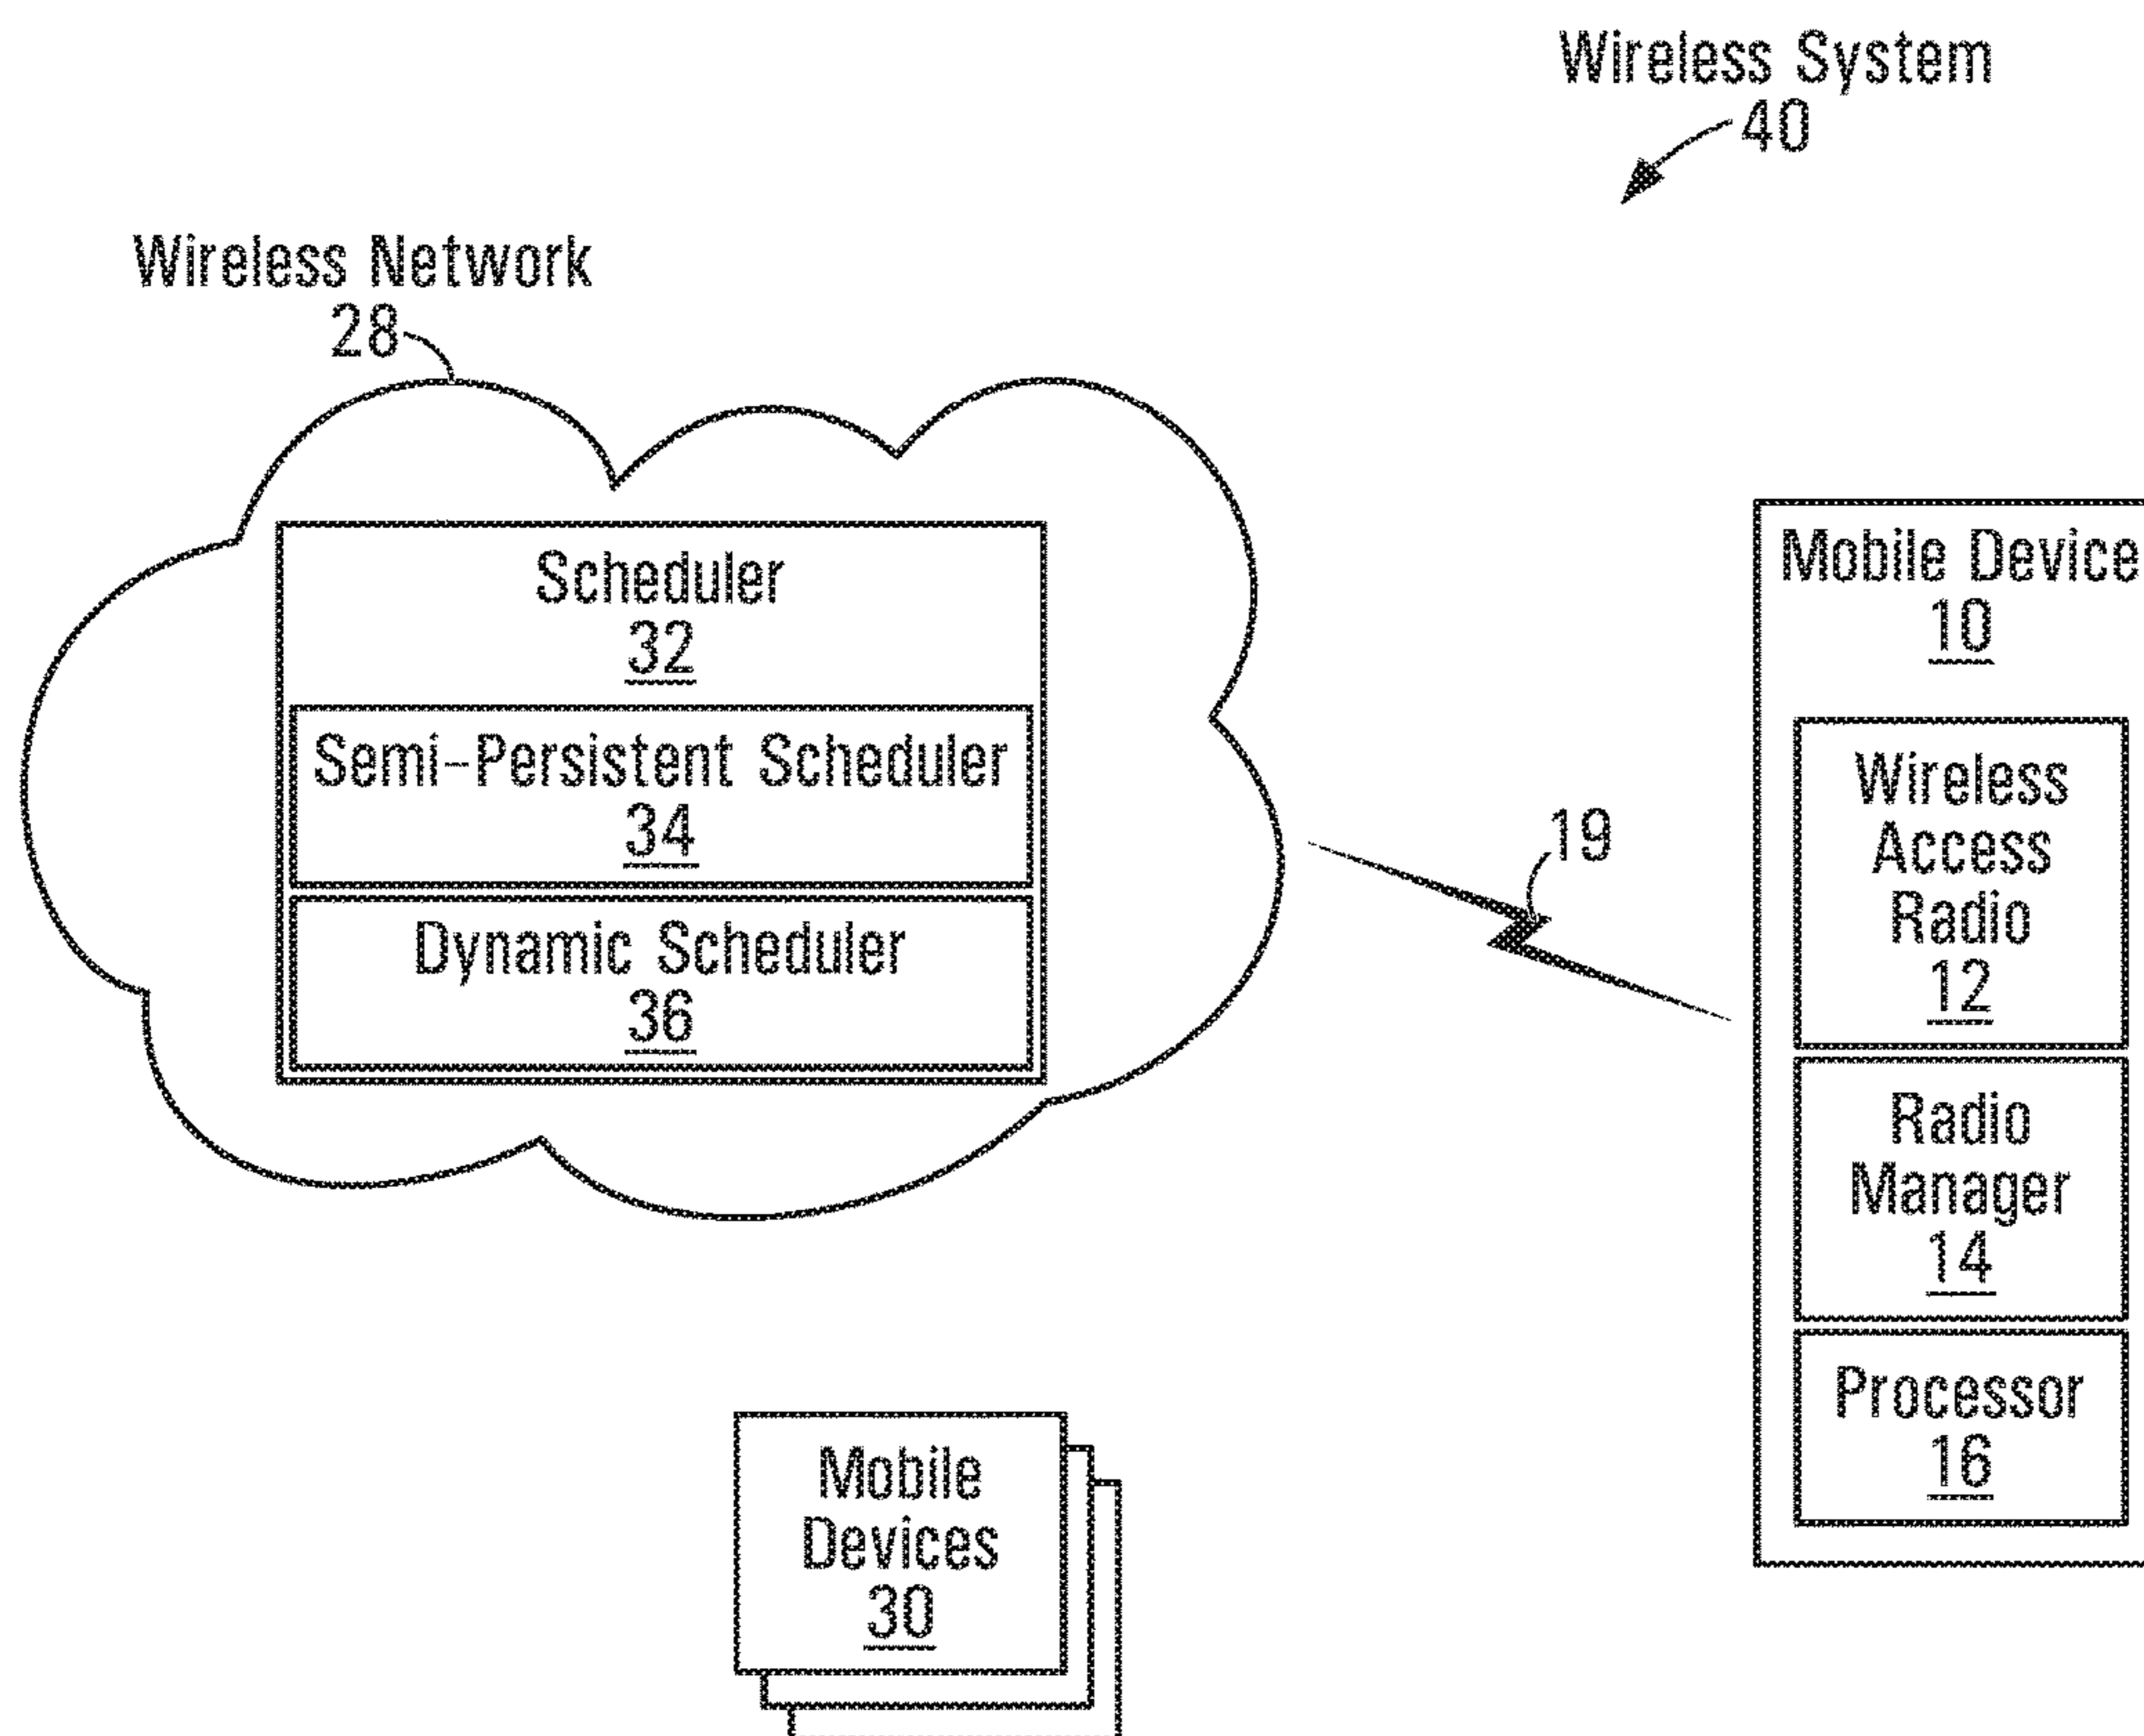 Wireless System
40
Wireless Network
28
Scheduler
32
Semi-Persistent Scheduler
34
Dynamic Scheduler
36
19
Mobile Device
10
Wireless
Access
Radio
12
Radio
Manager
14
Processor
16
Mobile
Devices
30